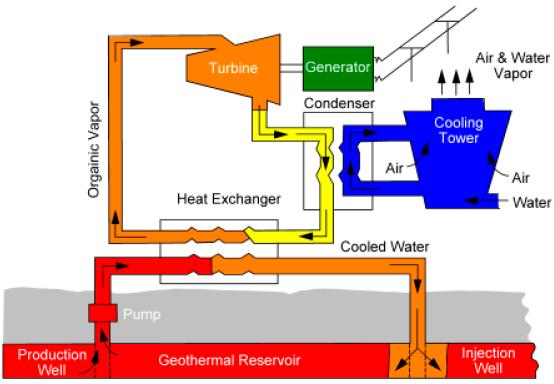 Turbine
Generator
Air & Water
Vapor
Condenser
Cooling
Tower
Orgainic Vapor
Air
Air
Heat Exchanger
Water
Cooled Water
Pump
Production
Well
Geothermal Reservoir
Injection
Well